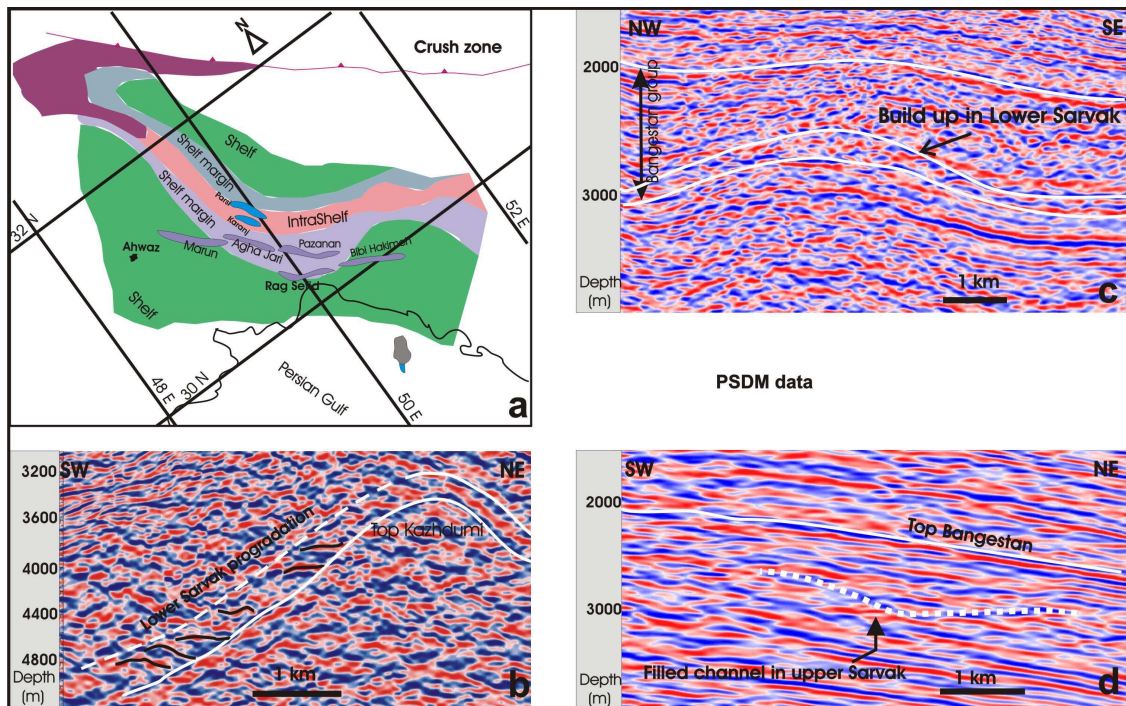 N
Crush zone
Shelf
Shelf margin
Shelf margin
Parsi
Karanj
IntraShelf
52 E
32 N
Ahwaz
Marun
Agha Jari
Pazanan
Bibi Hakimeh
Rag Sefid
Shelf
48 E
30 N
Persian Gulf
50 E
a
NW
SE
2000
Bangestan group
Build up in Lower Sarvak
3000
Depth
(m)
1 km
c
PSDM data
SW
NE
3200
3600
Top Kazhdumi
Lower Sarvak progradation
4000
4400
4800
Depth
(m)
1 km
b
SW
NE
2000
Top Bangestan
3000
Filled channel in upper Sarvak
Depth
(m)
1 km
d